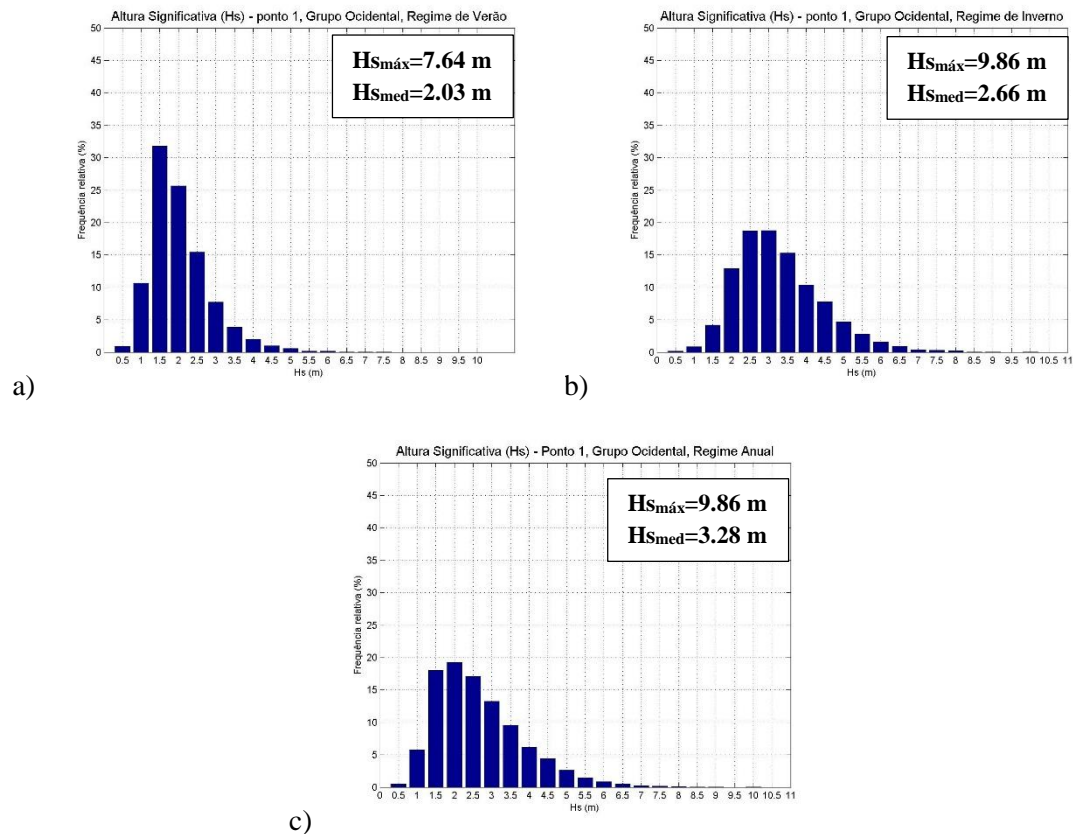 Altura Significativa (Hs) - ponto 1, Grupo Ocidental, Regime de Verão
Hsmáx=7.64 m
Hsmed=2.03 m
Frequência relativa (%)
50
45
40
35
30
25
20
15
10
5
0
0.5 1 1.5 2 2.5 3 3.5 4 4.5 5 5.5 6 6.5 7 7.5 8 8.5 9 9.5 10
Hs (m)
a)
Altura Significativa (Hs) - ponto 1, Grupo Ocidental, Regime de Inverno
Hsmáx=9.86 m
Hsmed=2.66 m
Frequência relativa (%)
50
45
40
35
30
25
20
15
10
5
0
0 0.5 1 1.5 2 2.5 3 3.5 4 4.5 5 5.5 6 6.5 7 7.5 8 8.5 9 9.5 10 10.5 11
Hs (m)
b)
Altura Significativa (Hs) - Ponto 1, Grupo Ocidental, Regime Anual
Hsmáx=9.86 m
Hsmed=3.28 m
Frequência relativa (%)
50
45
40
35
30
25
20
15
10
5
0
0 0.5 1 1.5 2 2.5 3 3.5 4 4.5 5 5.5 6 6.5 7 7.5 8 8.5 9 9.5 10 10.5 11
Hs (m)
c)